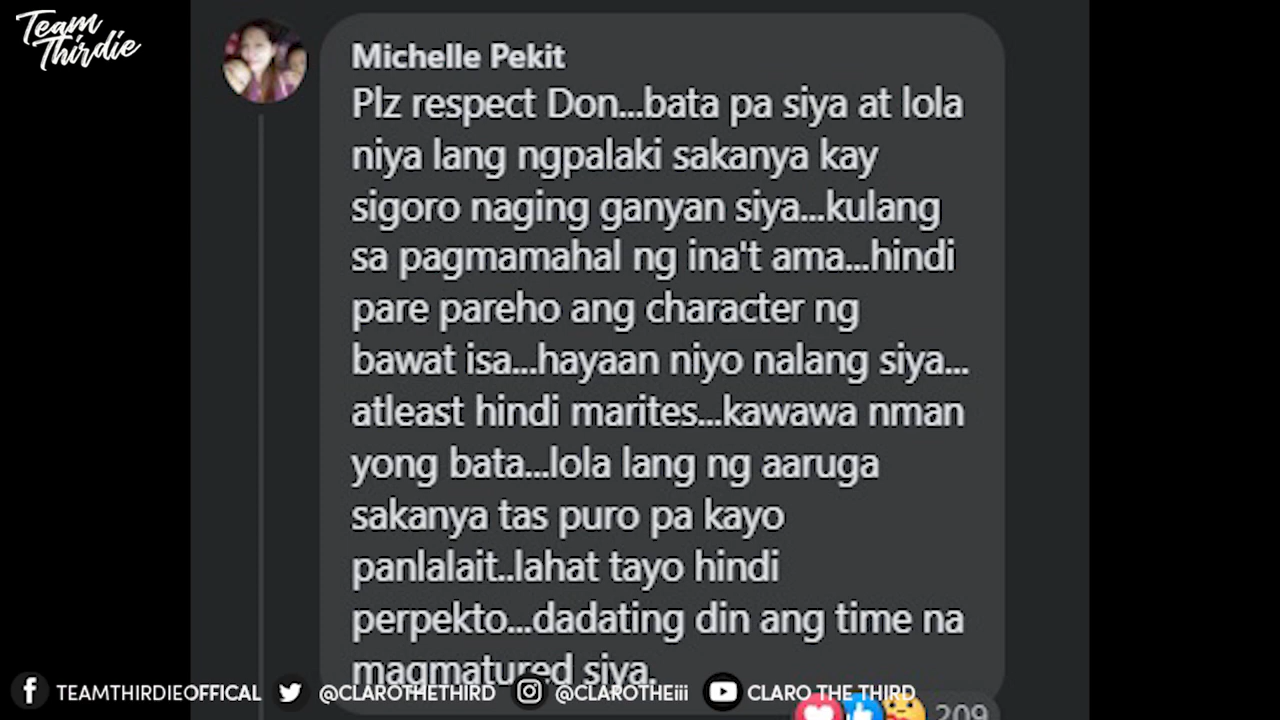 Team
Thirdie
Michelle Pekit
Plz respect Don...bata pa siya at lola
niya lang ngpalaki sakanya kay
sigoro naging ganyan siya...kulang
sa pagmamahal ng ina't ama...hindi
pare pareho ang character ng
bawat isa...hayaan niyo nalang siya...
atleast hindi marites...kawawa nman
yong bata...lola lang ng aaruga
sakanya tas puro pa kayo
panlalait..lahat tayo hindi
perpekto...dadating din ang time na
magmatured siya.
209
TEAMTHIRDIEOFFICAL @CLAROTHETHIRD @CLAROTHEiii CLARO THE THIRD